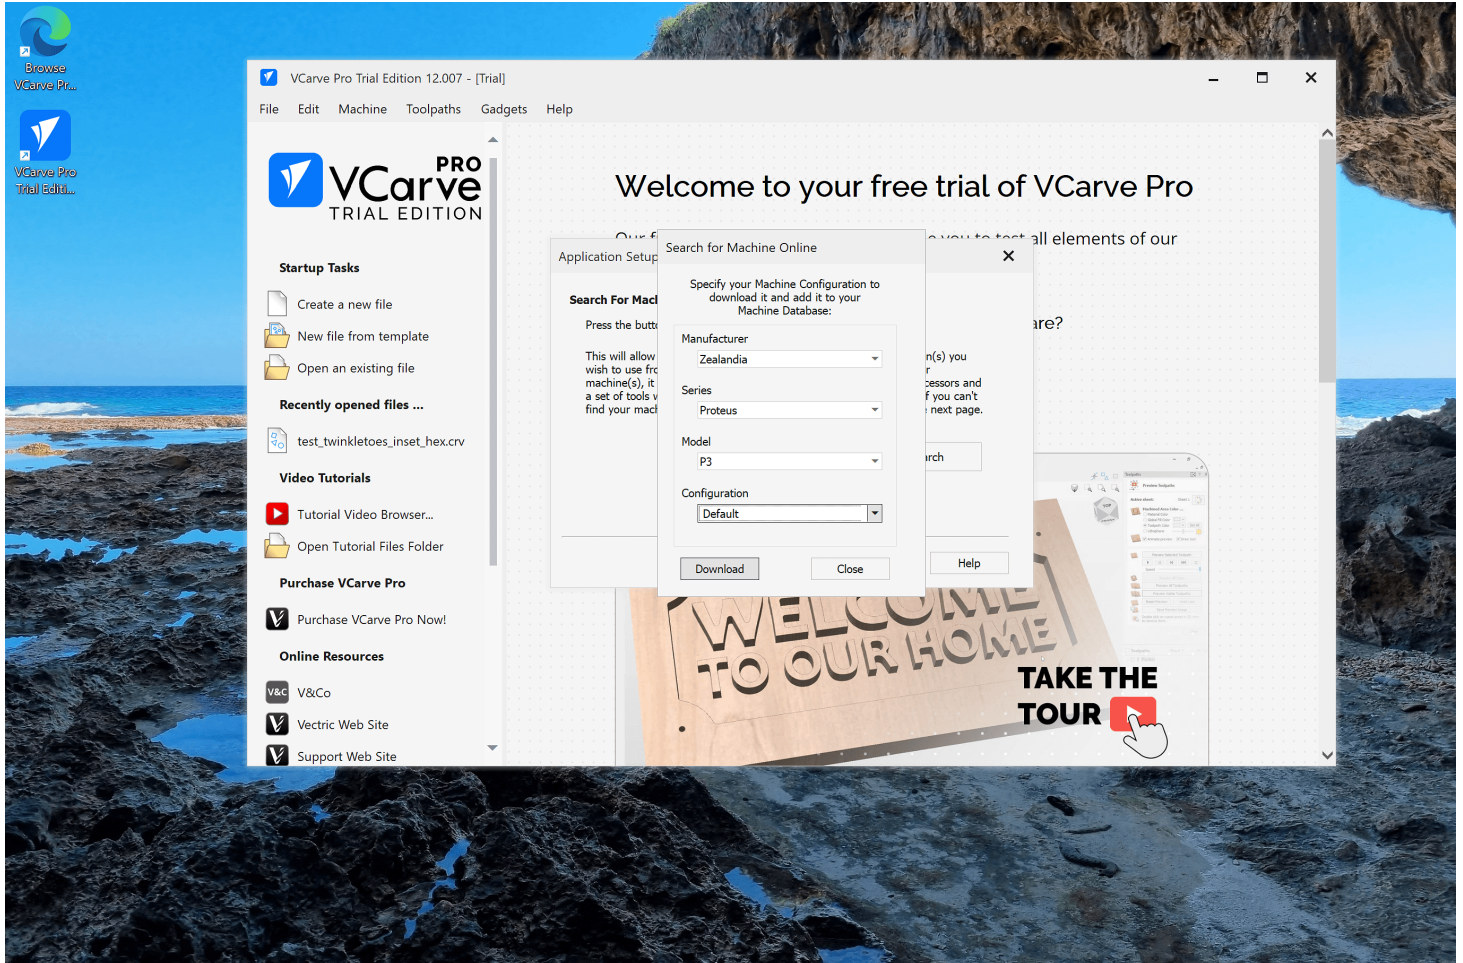 Browse
VCarve Pr...
VCarve Pro
Trial Editi...
VCarve Pro Trial Edition 12.007 - [Trial]
File Edit Machine Toolpaths Gadgets Help
PRO
VCarve
TRIAL EDITION
Startup Tasks
Create a new file
New file from template
Open an existing file
Recently opened files ...
test_twinkletoes_inset_hex.crv
Video Tutorials
Tutorial Video Browser...
Open Tutorial Files Folder
Purchase VCarve Pro
Purchase VCarve Pro Now!
Online Resources
V&C V&Co
Vectric Web Site
Support Web Site
Welcome to your free trial of VCarve Pro
you to test all elements of our
are?
Application Setup
Search For
Press the
This will allow
wish to use
machine(s), it
a set of tools
find your
n(s) you
cessors and
if you can't
next page.
Help
Search for Machine Online
Specify your Machine Configuration to
download it and add it to your
Machine Database:
Manufacturer
Zealandia
Series
Proteus
Model
P3
Configuration
Default
Download Close
WELCOME
TO OUR HOME
TAKE THE
TOUR